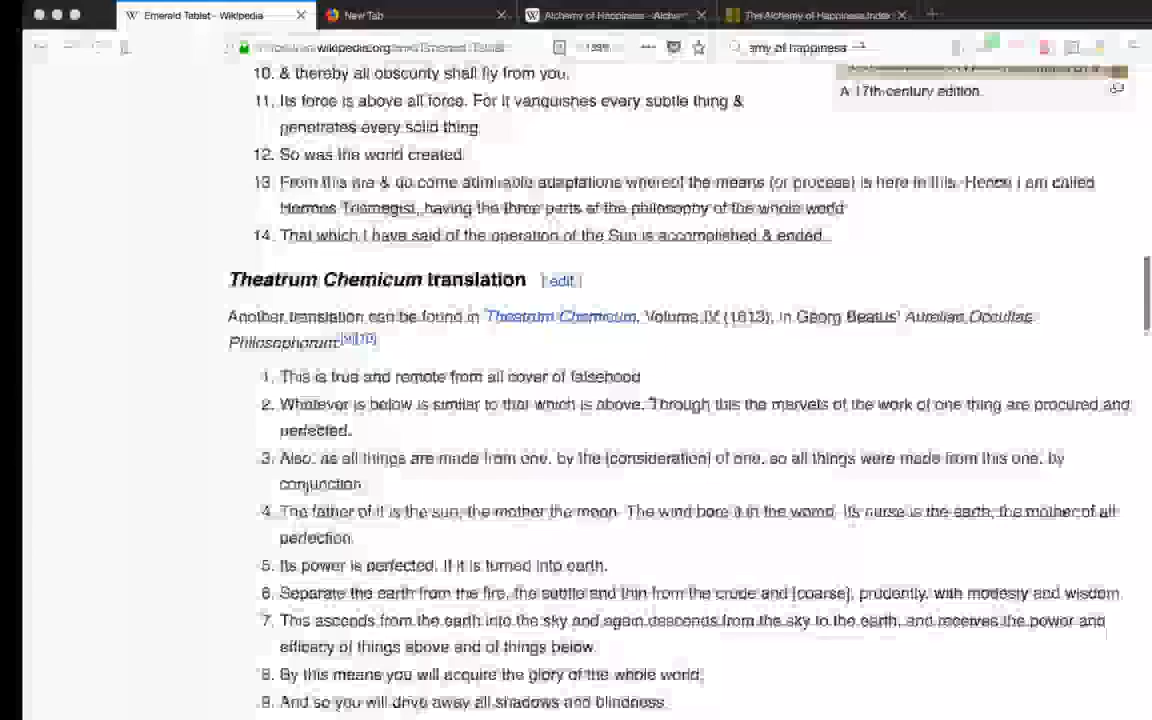 Emerald Tablet - Wikipedia
New Tab
Alchemy of Happiness - Alche
The Alchemy of Happiness Index
wikipedia.org
Emerald Tablet
emy of happiness
10. & thereby all obscurity shall fly from you.
A 17th century edition.
11. Its force is above all force. For it vanquishes every subtle thing &
penetrates every solid thing.
12. So was the world created.
13. From this are & do come admirable adaptations whereof the means (or process) is here in this. Hence I am called
Hermes Trismegist, having the three parts of the philosophy of the whole world
14. That which I have said of the operation of the Sun is accomplished & ended.
Theatrum Chemicum translation [ edit ]
Another translation can be found in Theatrum Chemicum, Volume IV (1613), in Georg Beatus' Aureliae Occultae
Philosophorum:[9][10]
1. This is true and remote from all cover of falsehood
2. Whatever is below is similar to that which is above. Through this the marvels of the work of one thing are procured and
perfected.
3. Also, as all things are made from one, by the [consideration] of one, so all things were made from this one, by
conjunction.
4. The father of it is the sun, the mother the moon. The wind bore it in the womb. Its nurse is the earth, the mother of all
perfection.
5. Its power is perfected. If it is turned into earth.
6. Separate the earth from the fire, the subtle and thin from the crude and [coarse], prudently, with modesty and wisdom.
7. This ascends from the earth into the sky and again descends from the sky to the earth, and receives the power and
efficacy of things above and of things below.
8. By this means you will acquire the glory of the whole world,
9. And so you will drive away all shadows and blindness.